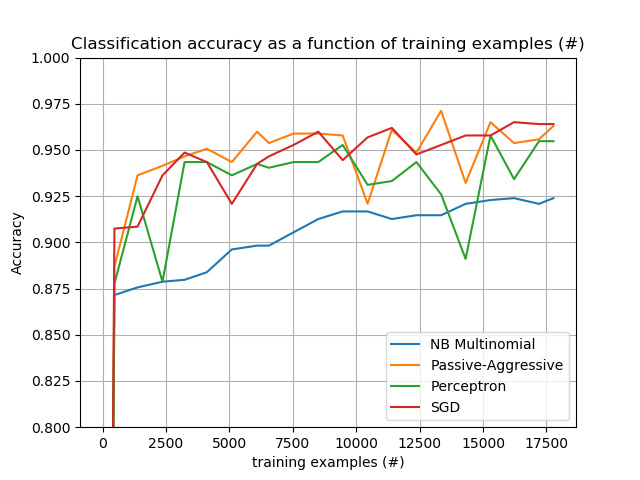 Classification accuracy as a function of training examples (#)
1.000
0.975
0.950
0.925
0.900
0.875
0.850
0.825
0.800
Accuracy
NB Multinomial
Passive-Aggressive
Perceptron
SGD
0 2500 5000 7500 10000 12500 15000 17500
training examples (#)